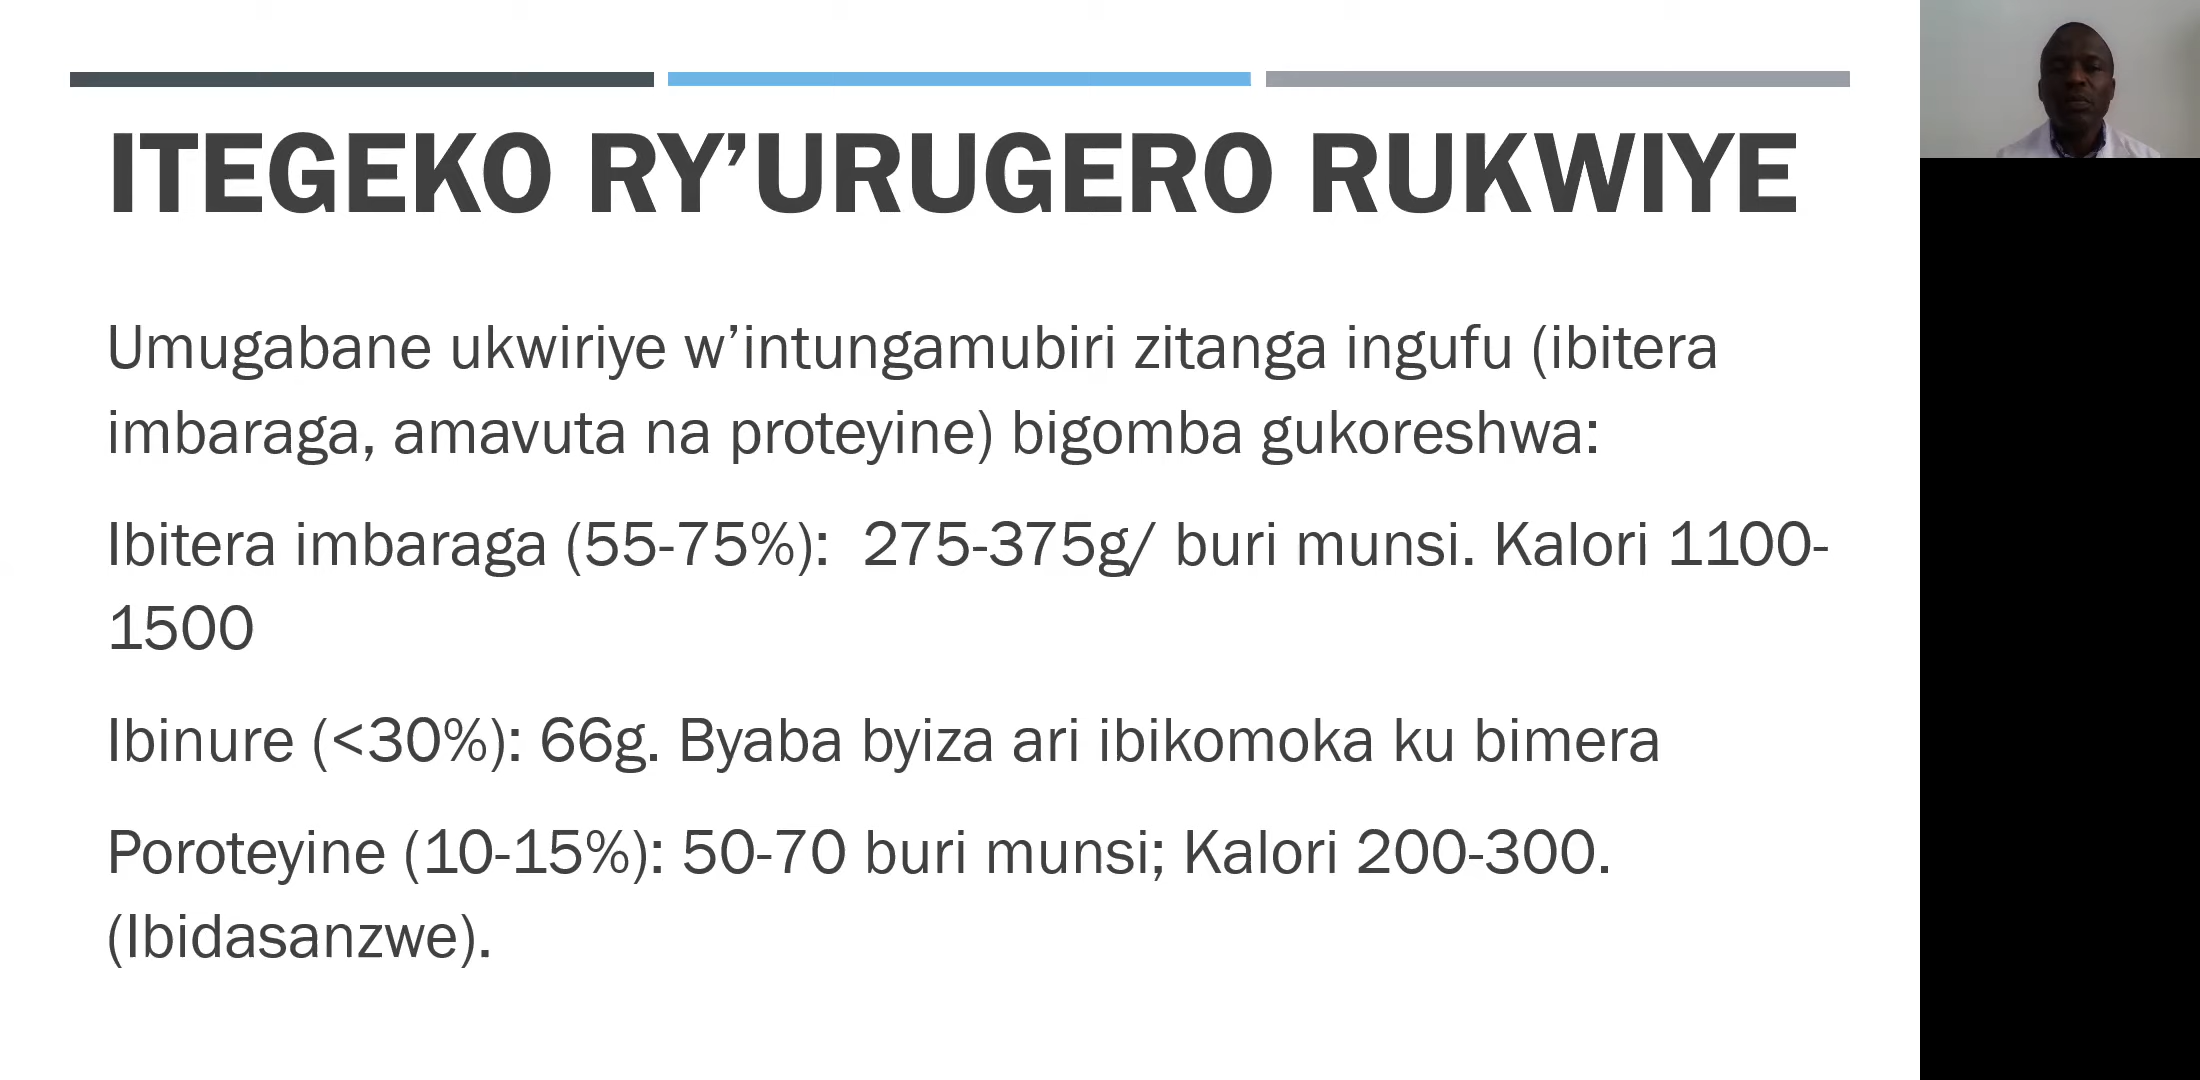 ITEGEKO RY’URUGERO RUKWIYE
Umugabane ukwiriye w’intungamubiri zitanga ingufu (ibitera
imbaraga, amavuta na proteyine) bigomba gukoreshwa:
Ibitera imbaraga (55-75%):  275-375g/ buri munsi. Kalori 1100-
1500
Ibinure (<30%): 66g. Byaba byiza ari ibikomoka ku bimera
Poroteyine (10-15%): 50-70 buri munsi; Kalori 200-300.
(Ibidasanzwe).